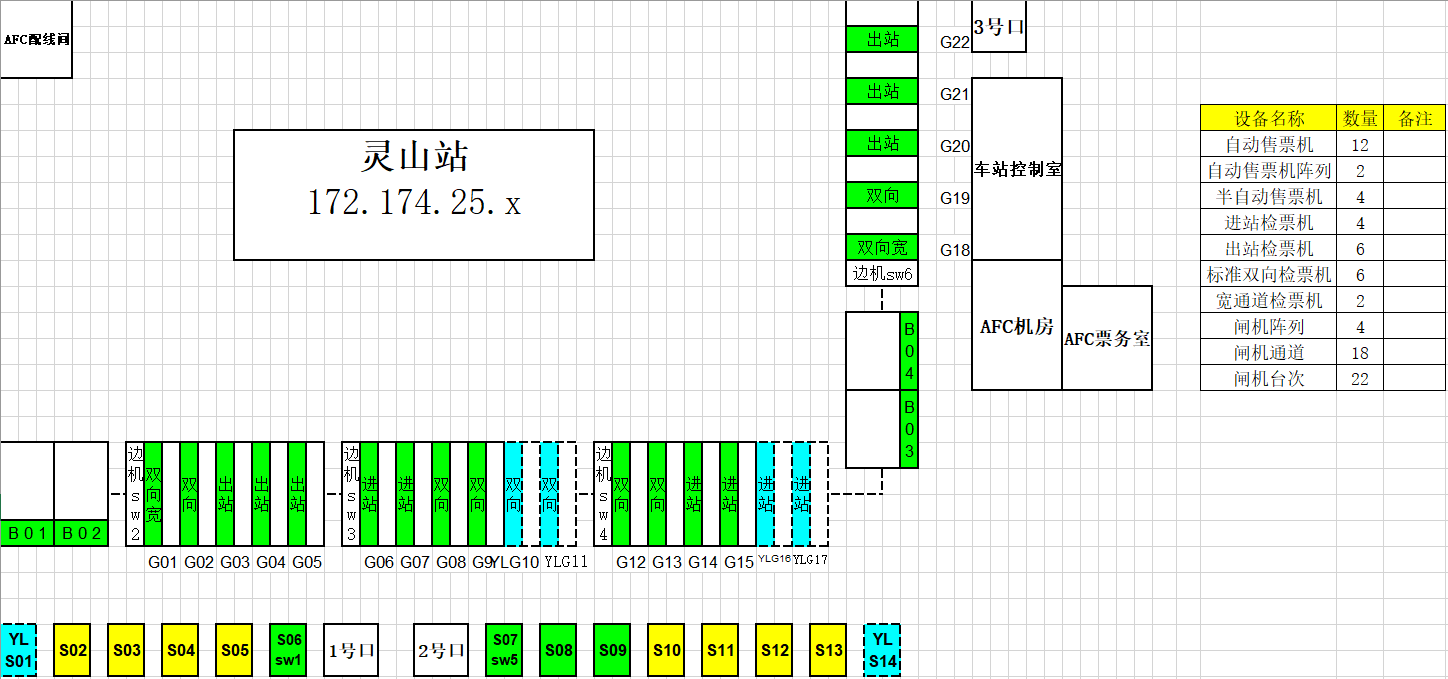 AFC配线间
灵山站
172.174.25.x
出站
G22
3号口
出站
G21
出站
G20
双向
G19
双向宽
G18
边机sw6
车站控制室
AFC机房
AFC票务室
B04
B03
设备名称 数量 备注
自动售票机 12
自动售票机阵列 2
半自动售票机 4
进站检票机 4
出站检票机 6
标准双向检票机 6
宽通道检票机 2
闸机阵列 4
闸机通道 18
闸机台次 22
B01 B02
边机sw2 双向宽 双向 出站 出站 出站
边机sw3 进站 进站 双向 双向 双向 双向
边机sw4 双向 双向 进站 进站 进站 进站
G01 G02 G03 G04 G05 G06 G07 G08 G9 YLG10 YLG11 G12 G13 G14 G15 YLG16 YLG17
YL S01
S02
S03
S04
S05
S06 sw1
1号口
2号口
S07 sw5
S08
S09
S10
S11
S12
S13
YL S14